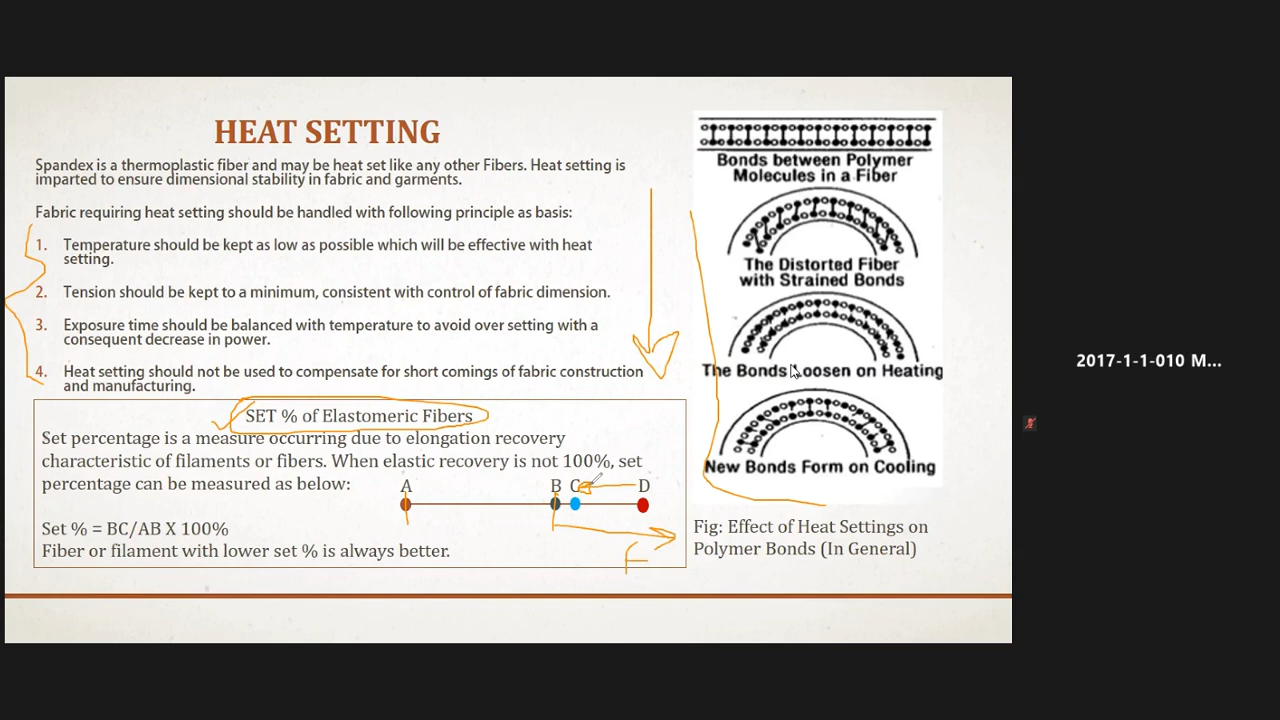 HEAT SETTING
Spandex is a thermoplastic fiber and may be heat set like any other Fibers. Heat setting is
imparted to ensure dimensional stability in fabric and garments.
Fabric requiring heat setting should be handled with following principle as basis:
1. Temperature should be kept as low as possible which will be effective with heat
setting.
2. Tension should be kept to a minimum, consistent with control of fabric dimension.
3. Exposure time should be balanced with temperature to avoid over setting with a
consequent decrease in power.
4. Heat setting should not be used to compensate for short comings of fabric construction
and manufacturing.
SET % of Elastomeric Fibers
Set percentage is a measure occurring due to elongation recovery
characteristic of filaments or fibers. When elastic recovery is not 100%, set
percentage can be measured as below:
A B C D
Set % = BC/AB X 100%
F
Fiber or filament with lower set % is always better.
Bonds between Polymer
Molecules in a Fiber
The Distorted Fiber
with Strained Bonds
The Bonds Loosen on Heating
New Bonds Form on Cooling
Fig: Effect of Heat Settings on
Polymer Bonds (In General)
2017-1-1-010 M...